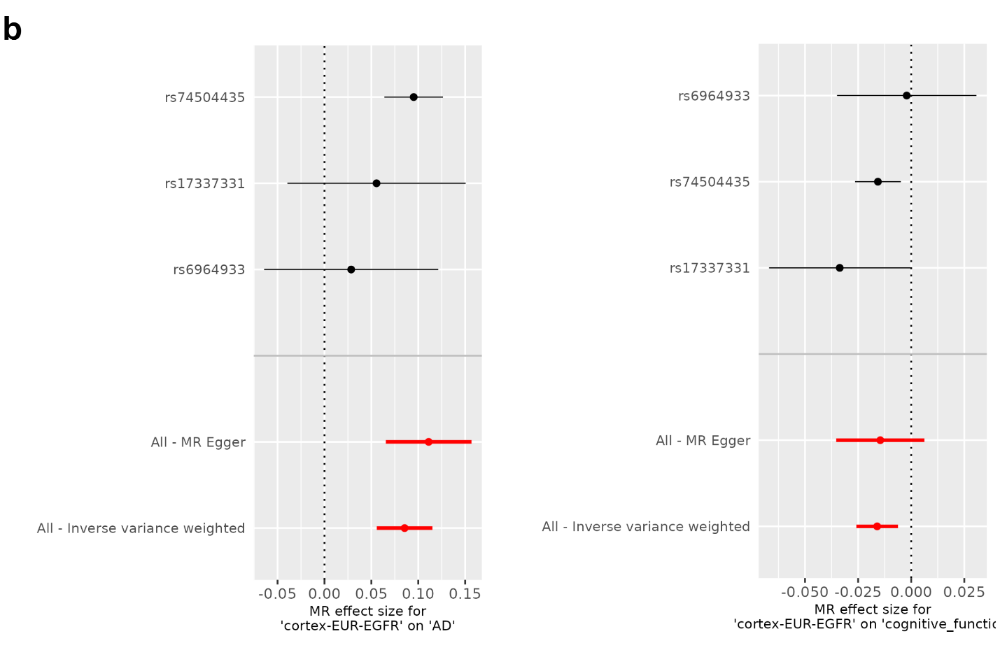 b
rs74504435
rs17337331
rs6964933
All - MR Egger
All - Inverse variance weighted
-0.05 0.00 0.05 0.10 0.15
MR effect size for
'cortex-EUR-EGFR' on 'AD'
rs6964933
rs74504435
rs17337331
All - MR Egger
All - Inverse variance weighted
-0.050 -0.025 0.000 0.025
MR effect size for
'cortex-EUR-EGFR' on 'cognitive_functic